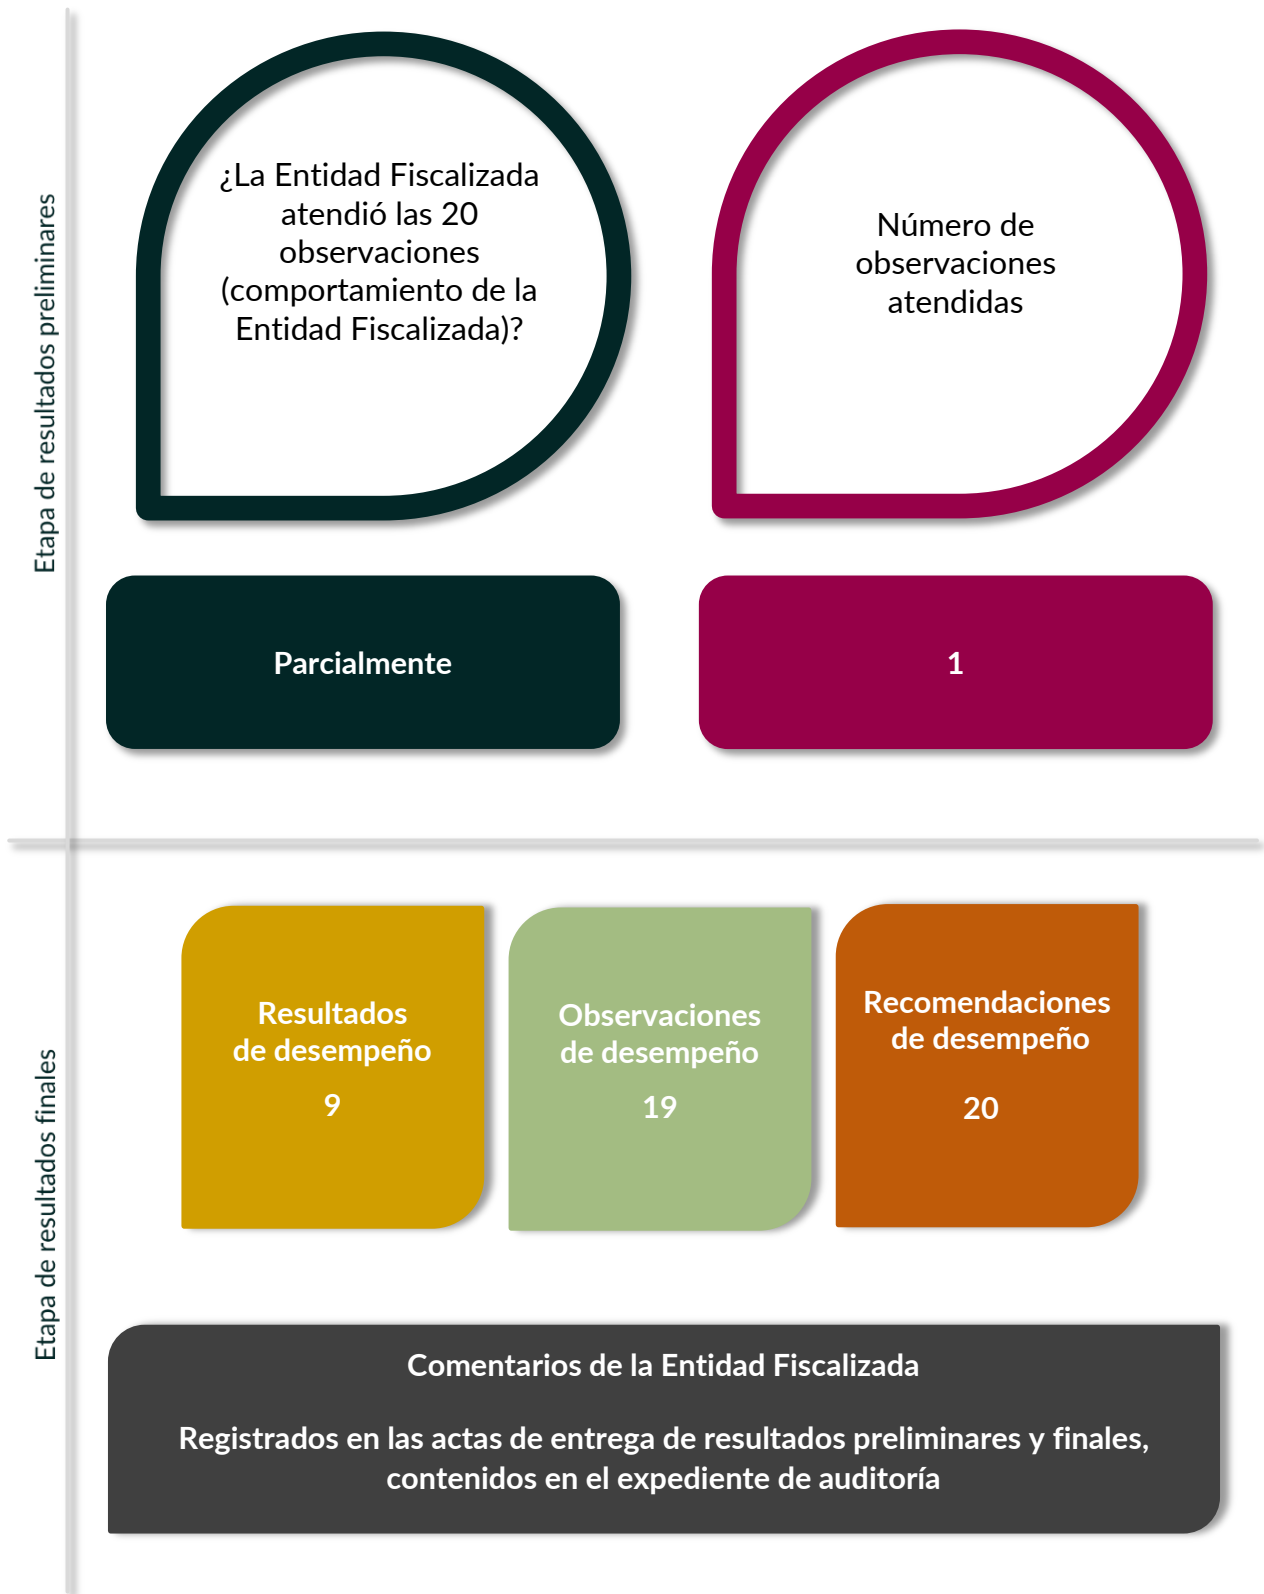 Etapa de resultados preliminares
¿La Entidad Fiscalizada
atendió las 20
observaciones
(comportamiento de la
Entidad Fiscalizada)?
Número de
observaciones
atendidas
Parcialmente
1
Etapa de resultados finales
Resultados
de desempeño
9
Observaciones
de desempeño
19
Recomendaciones
de desempeño
20
Comentarios de la Entidad Fiscalizada
Registrados en las actas de entrega de resultados preliminares y finales,
contenidos en el expediente de auditoría